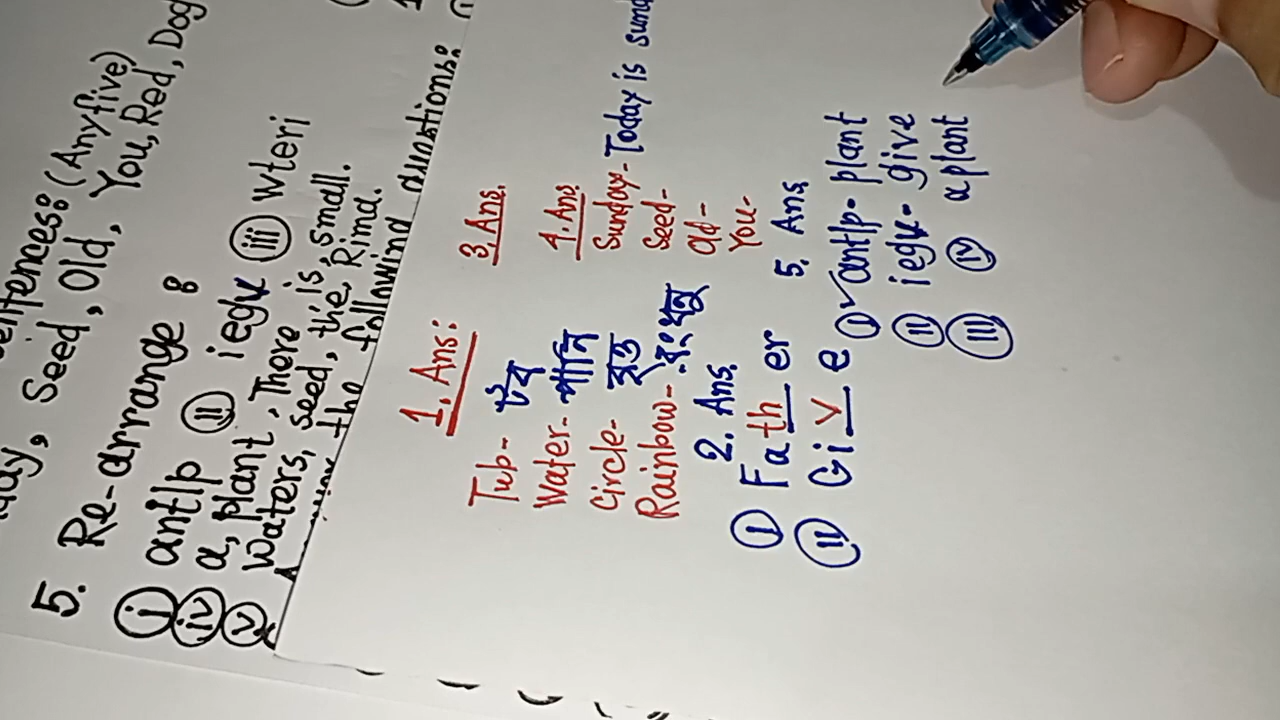 entences: (Any five)
day, Seed, Old, You, Red, Dog
5. Re-arrange :
(i) antlp (ii) iegv (iii) wteri
(iv) a, plant, There is, small.
(v) Waters, seed, the, Rima.
the following questions:
1. Ans:
Tub- টব
Water- পানি
Circle- বৃত্ত
Rainbow- রংধনু
2. Ans.
(I) Father
(II) Give
3. Ans.
4. Ans
Sunday- Today is sund
Seed-
Old-
You-
5. Ans
(I) antlp- plant
(II) iegv- give
(III) (IV) a plant